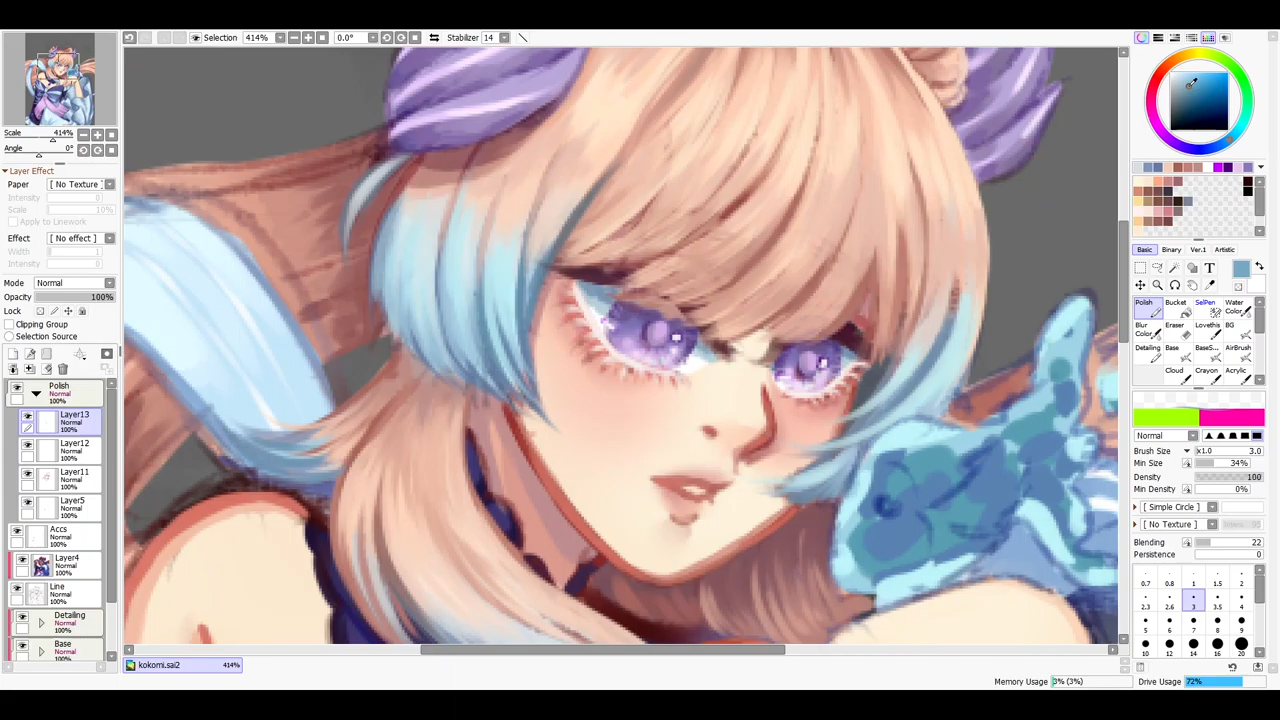 Selection 414% 0.0° Stabilizer 14
Scale 414%
Angle 0°
Layer Effect
Paper [ No Texture ]
Intensity 0
Scale 10%
Apply to Linework
Effect [ No effect ]
Width 1
Intensity 0
Mode Normal
Opacity 100%
Lock
Clipping Group
Selection Source
Polish
Normal
100%
Layer13
Normal
100%
Layer12
Normal
100%
Layer11
Normal
100%
Layer5
Normal
100%
Accs
100%
Layer4
100%
Line
100%
Detailing
100%
Base
100%
kokomi.sai2 414%
Basic Binary Ver.1 Artistic
T
Polish Bucket SelPen Water Color
Blur Color Eraser Lovethis BG
Detailing Base BaseS... AirBrush
Cloud Crayon Acrylic
Normal
Brush Size x1.0 3.0
Min Size 34%
Density 100
Min Density 0%
[ Simple Circle ]
[ No Texture ]
Blending 22
Persistence 0
0.7 0.8 1 1.5 2
2.3 2.6 3 3.5 4
5 6 7 8 9
10 12 14 16 20
Memory Usage 3% (3%) Drive Usage 72%